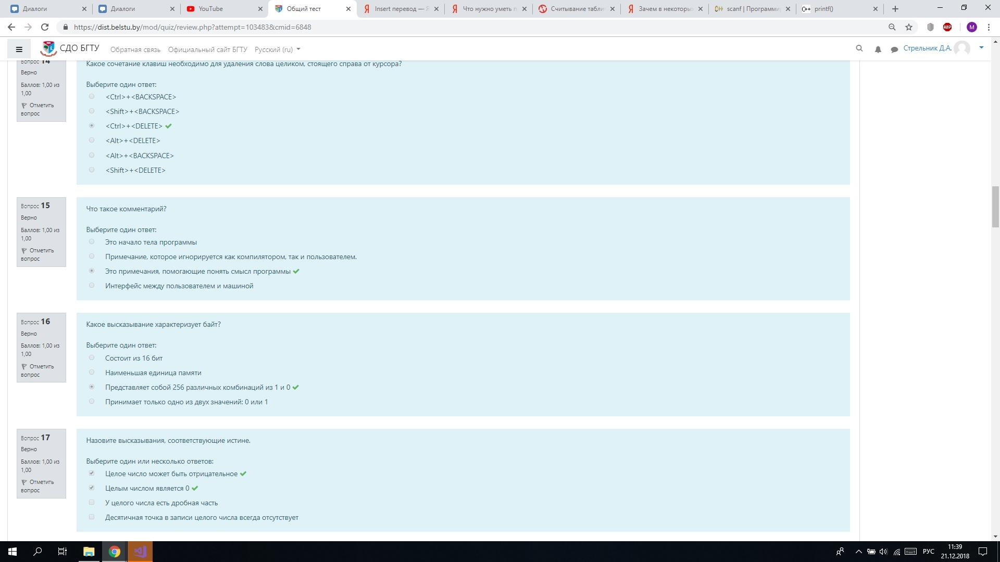 Диалоги
Диалоги
YouTube
Общий тест
Insert перевод — Я
Что нужно уметь п
Считывание табли
Зачем в некоторы
scanf | Программи
C++ printf()
https://dist.belstu.by/mod/quiz/review.php?attempt=103483&cmid=6848
ABP
M
СДО БГТУ
Обратная связь
Официальный сайт БГТУ
Русский (ru)
Стрельник Д.А.
Вопрос 14
Верно
Баллов: 1,00 из
1,00
Отметить
вопрос
Какое сочетание клавиш необходимо для удаления слова целиком, стоящего справа от курсора?
Выберите один ответ:
<Ctrl>+<BACKSPACE>
<Shift>+<BACKSPACE>
<Ctrl>+<DELETE>
<Alt>+<DELETE>
<Alt>+<BACKSPACE>
<Shift>+<DELETE>
Вопрос 15
Верно
Баллов: 1,00 из
1,00
Отметить
вопрос
Что такое комментарий?
Выберите один ответ:
Это начало тела программы
Примечание, которое игнорируется как компилятором, так и пользователем.
Это примечания, помогающие понять смысл программы
Интерфейс между пользователем и машиной
Вопрос 16
Верно
Баллов: 1,00 из
1,00
Отметить
вопрос
Какое высказывание характеризует байт?
Выберите один ответ:
Состоит из 16 бит
Наименьшая единица памяти
Представляет собой 256 различных комбинаций из 1 и 0
Принимает только одно из двух значений: 0 или 1
Вопрос 17
Верно
Баллов: 1,00 из
1,00
Отметить
вопрос
Назовите высказывания, соответствующие истине.
Выберите один или несколько ответов:
Целое число может быть отрицательное
Целым числом является 0
У целого числа есть дробная часть
Десятичная точка в записи целого числа всегда отсутствует
РУС
11:39
21.12.2018